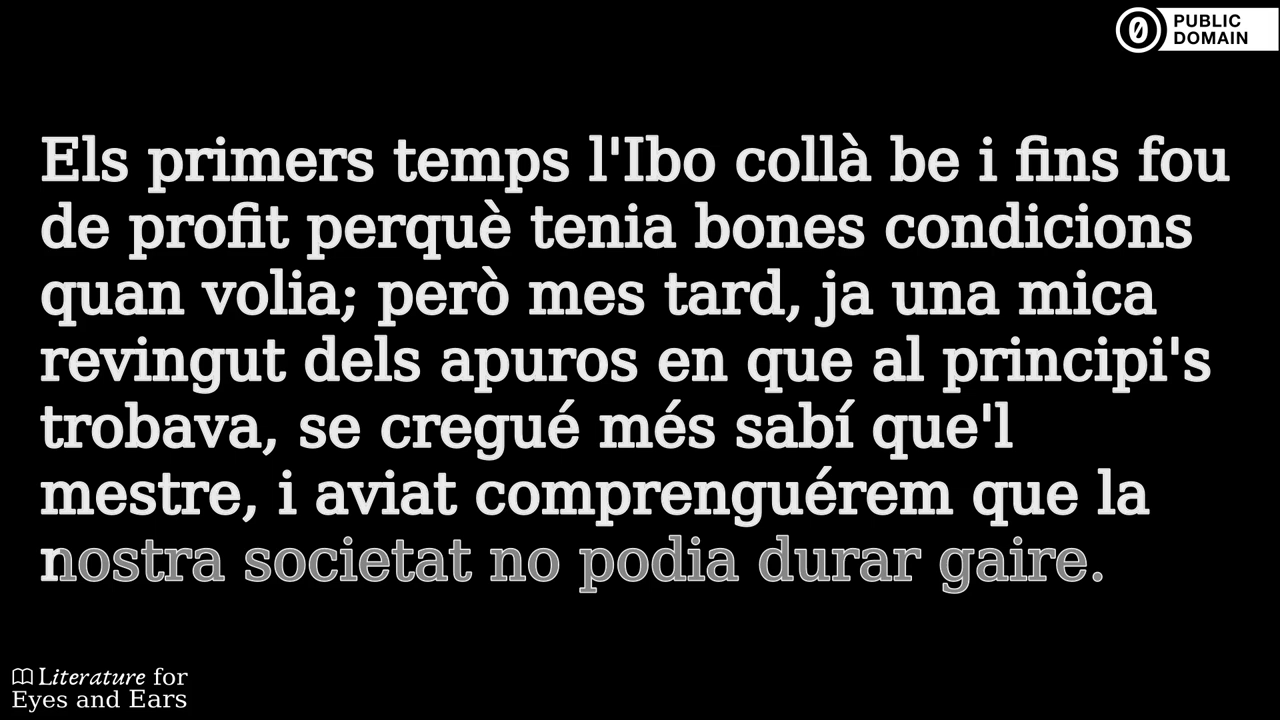 PUBLIC
DOMAIN
Els primers temps l'Ibo collà be i fins fou
de profit perquè tenia bones condicions
quan volia; però mes tard, ja una mica
revingut dels apuros en que al principi's
trobava, se cregué més sabí que'l
mestre, i aviat comprenguérem que la
nostra societat no podia durar gaire.
Literature for
Eyes and Ears